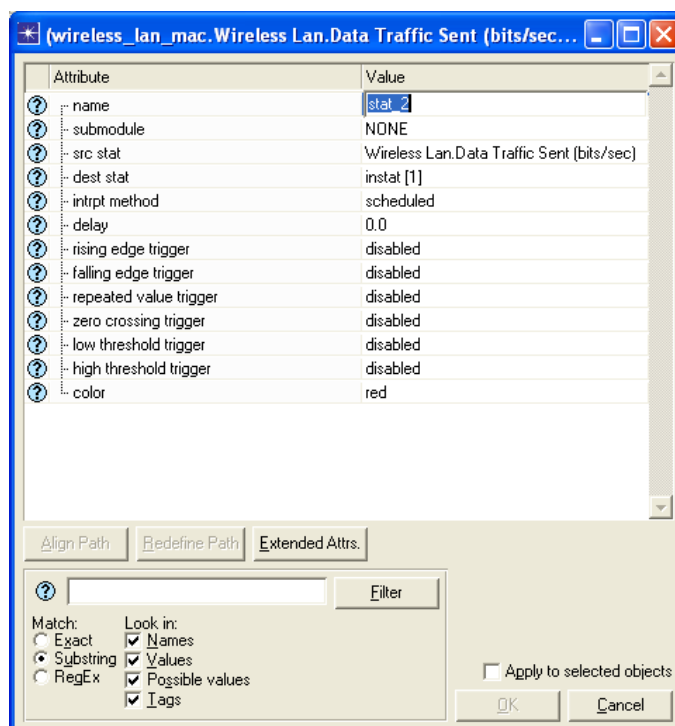 (wireless_lan_mac.Wireless Lan.Data Traffic Sent (bits/sec...
Attribute Value
name stat_2
submodule NONE
src stat Wireless Lan.Data Traffic Sent (bits/sec)
dest stat instat [1]
intrpt method scheduled
delay 0.0
rising edge trigger disabled
falling edge trigger disabled
repeated value trigger disabled
zero crossing trigger disabled
low threshold trigger disabled
high threshold trigger disabled
color red
Align Path Redefine Path Extended Attrs.
Filter
Match: Look in:
Exact Names
Substring Values
RegEx Possible values
Tags
Apply to selected objects
OK Cancel